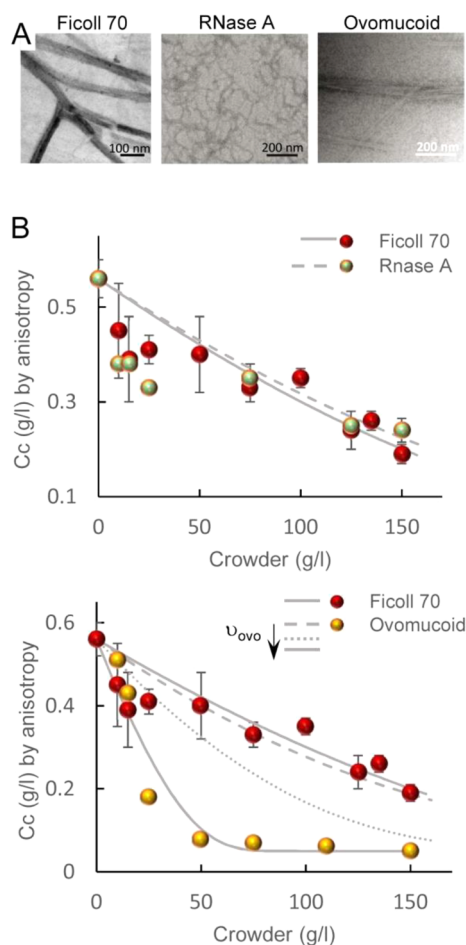 A
Ficoll 70
RNase A
Ovomucoid
100 nm
200 nm
200 nm
B
Cc (g/l) by anisotropy
0.5
0.3
0.1
Ficoll 70
Rnase A
0
50
100
150
Crowder (g/l)
Cc (g/l) by anisotropy
0.6
0.4
0.2
0
Ficoll 70
Ovomucoid
υovo
0
50
100
150
Crowder (g/l)